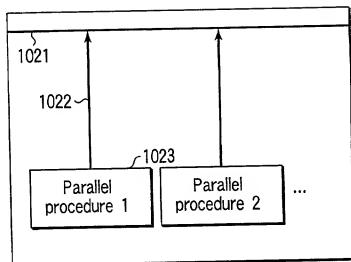 1021
1022
1023
Parallel
procedure 1
Parallel
procedure 2
...